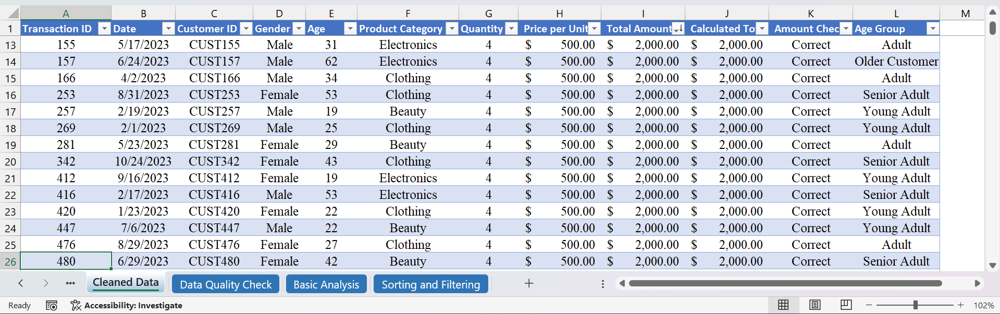 A B C D E F G H I J K L M
1 Transaction ID Date Customer ID Gender Age Product Category Quantity Price per Unit Total Amount Calculated To Amount Chec Age Group
13 155 5/17/2023 CUST155 Male 31 Electronics 4 $ 500.00 $ 2,000.00 $ 2,000.00 Correct Adult
14 157 6/24/2023 CUST157 Male 62 Electronics 4 $ 500.00 $ 2,000.00 $ 2,000.00 Correct Older Customer
15 166 4/2/2023 CUST166 Male 34 Clothing 4 $ 500.00 $ 2,000.00 $ 2,000.00 Correct Adult
16 253 8/31/2023 CUST253 Female 53 Clothing 4 $ 500.00 $ 2,000.00 $ 2,000.00 Correct Senior Adult
17 257 2/19/2023 CUST257 Male 19 Beauty 4 $ 500.00 $ 2,000.00 $ 2,000.00 Correct Young Adult
18 269 2/1/2023 CUST269 Male 25 Clothing 4 $ 500.00 $ 2,000.00 $ 2,000.00 Correct Young Adult
19 281 5/23/2023 CUST281 Female 29 Beauty 4 $ 500.00 $ 2,000.00 $ 2,000.00 Correct Adult
20 342 10/24/2023 CUST342 Female 43 Clothing 4 $ 500.00 $ 2,000.00 $ 2,000.00 Correct Senior Adult
21 412 9/16/2023 CUST412 Female 19 Electronics 4 $ 500.00 $ 2,000.00 $ 2,000.00 Correct Young Adult
22 416 2/17/2023 CUST416 Male 53 Electronics 4 $ 500.00 $ 2,000.00 $ 2,000.00 Correct Senior Adult
23 420 1/23/2023 CUST420 Female 22 Clothing 4 $ 500.00 $ 2,000.00 $ 2,000.00 Correct Young Adult
24 447 7/6/2023 CUST447 Male 22 Beauty 4 $ 500.00 $ 2,000.00 $ 2,000.00 Correct Young Adult
25 476 8/29/2023 CUST476 Female 27 Clothing 4 $ 500.00 $ 2,000.00 $ 2,000.00 Correct Adult
26 480 6/29/2023 CUST480 Female 42 Beauty 4 $ 500.00 $ 2,000.00 $ 2,000.00 Correct Senior Adult
Cleaned Data Data Quality Check Basic Analysis Sorting and Filtering
Ready Accessibility: Investigate 102%